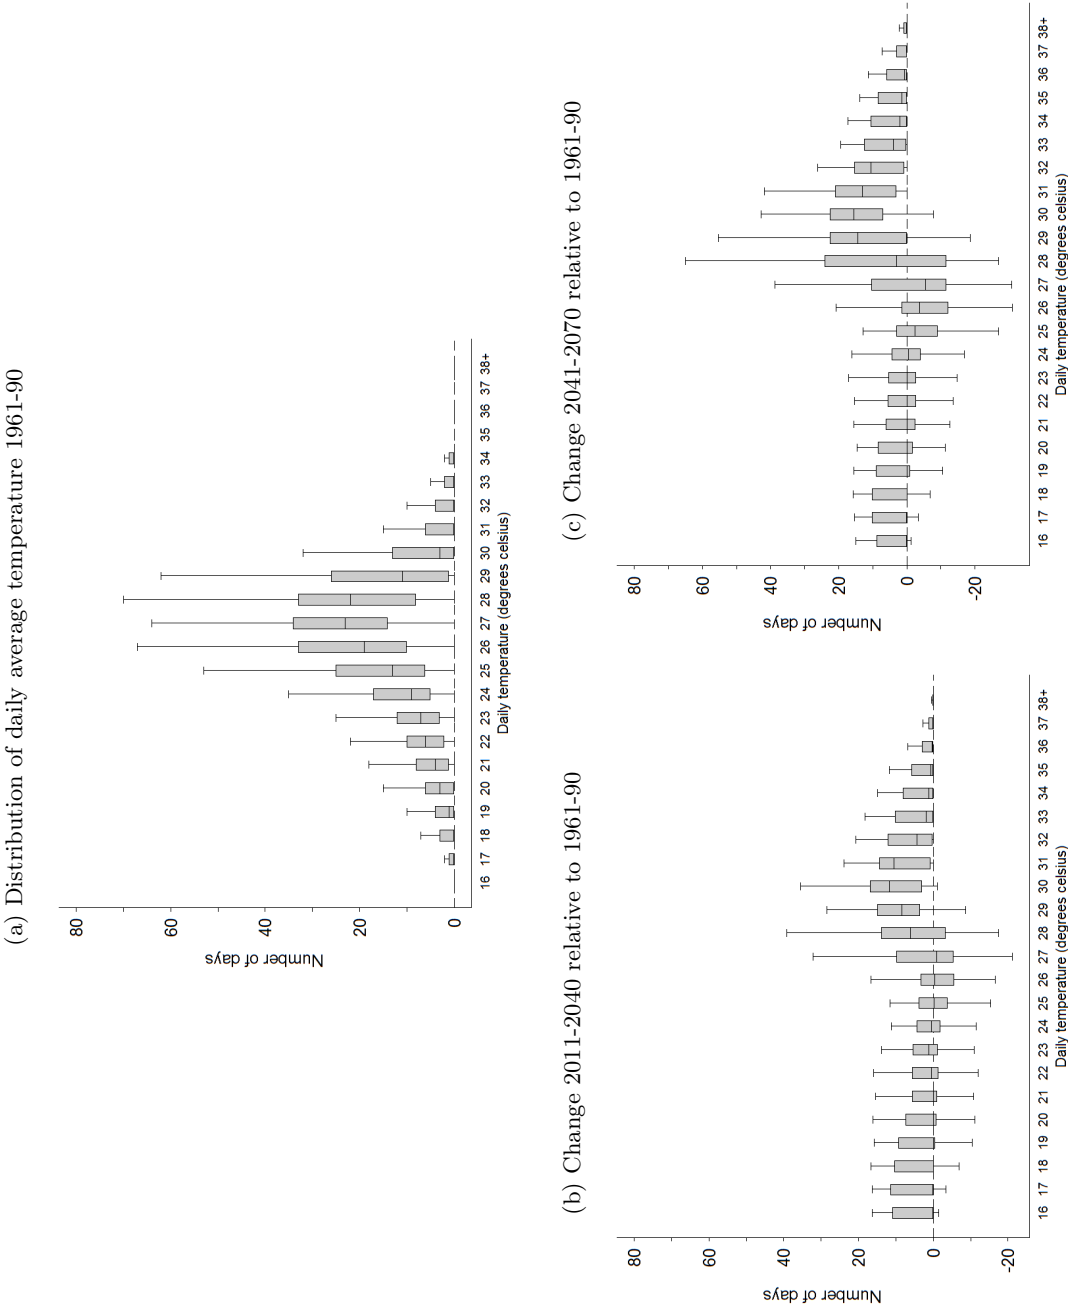 (a) Distribution of daily average temperature 1961-90
Number of days
80
60
40
20
0
16 17 18 19 20 21 22 23 24 25 26 27 28 29 30 31 32 33 34 35 36 37 38+
Daily temperature (degrees celsius)
(b) Change 2011-2040 relative to 1961-90
Number of days
80
60
40
20
0
-20
16 17 18 19 20 21 22 23 24 25 26 27 28 29 30 31 32 33 34 35 36 37 38+
Daily temperature (degrees celsius)
(c) Change 2041-2070 relative to 1961-90
Number of days
80
60
40
20
0
-20
16 17 18 19 20 21 22 23 24 25 26 27 28 29 30 31 32 33 34 35 36 37 38+
Daily temperature (degrees celsius)